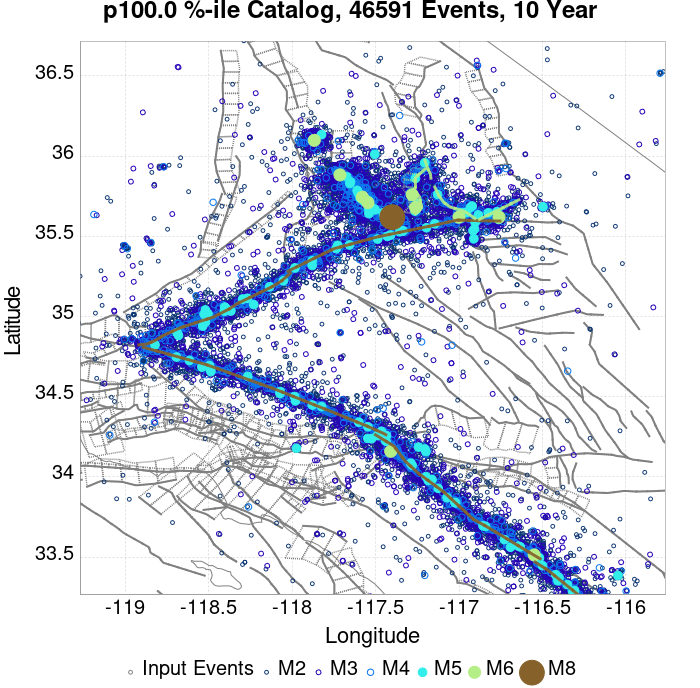 p100.0 %-ile Catalog, 46591 Events, 10 Year
36.5
36
35.5
35
34.5
34
33.5
Latitude
-119 -118.5 -118 -117.5 -117 -116.5 -116
Longitude
Input Events M2 M3 M4 M5 M6 M8